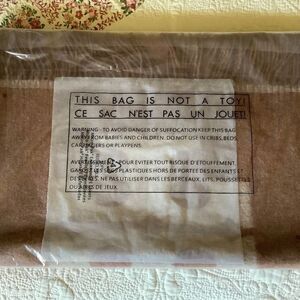 THIS BAG IS NOT A TOY!
CE SAC N'EST PAS UN JOUET!
WARNING - TO AVOID DANGER OF SUFFOCATION KEEP THIS BAG
AWAY FROM BABIES AND CHILDREN. DO NOT USE IN CRIBS, BEDS,
CARRIAGES OR PLAYPENS.
AVERTISSEMENT - POUR EVITER TOUT RISQUE D'ETOUFFEMENT
GARDEZ LES SACS PLASTIQUES HORS DE PORTEE DES ENFANTS ET
DES BEBES. NE PAS UTILISER DANS LES BERCEAUX, LITS, POUSSETTES
OU AIRES DE JEUX.